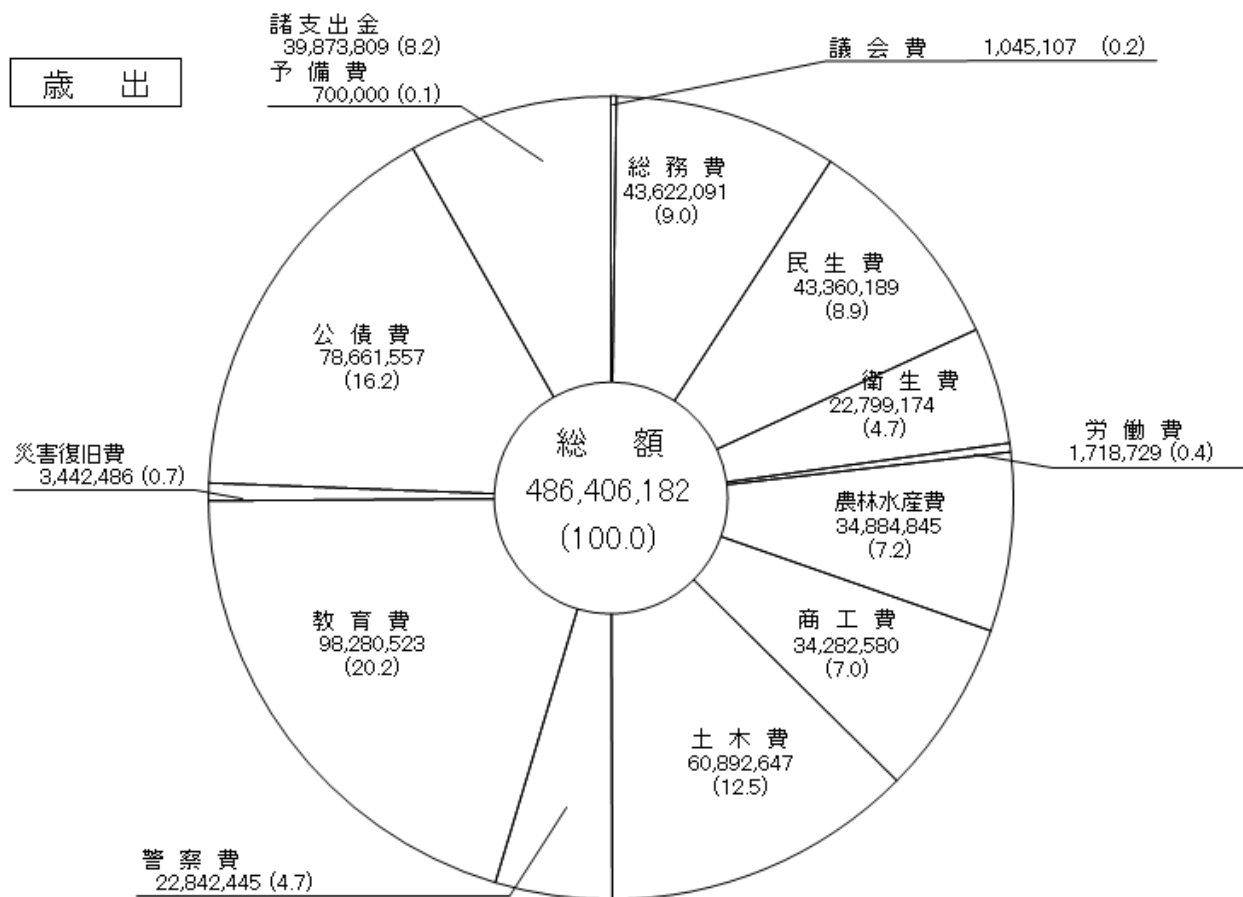 歳出
諸支出金
39,873,809 (8.2)
予備費
700,000 (0.1)
議会費 1,045,107 (0.2)
総務費
43,622,091
(9.0)
民生費
43,360,189
(8.9)
衛生費
22,799,174
(4.7)
労働費
1,718,729 (0.4)
農林水産費
34,884,845
(7.2)
商工費
34,282,580
(7.0)
土木費
60,892,647
(12.5)
警察費
22,842,445 (4.7)
教育費
98,280,523
(20.2)
災害復旧費
3,442,486 (0.7)
公債費
78,661,557
(16.2)
総額
486,406,182
(100.0)